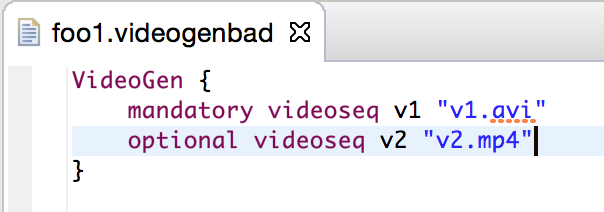 foo1.videogenbad
VideoGen {
    mandatory videoseq v1 "v1.avi"
    optional videoseq v2 "v2.mp4"
}